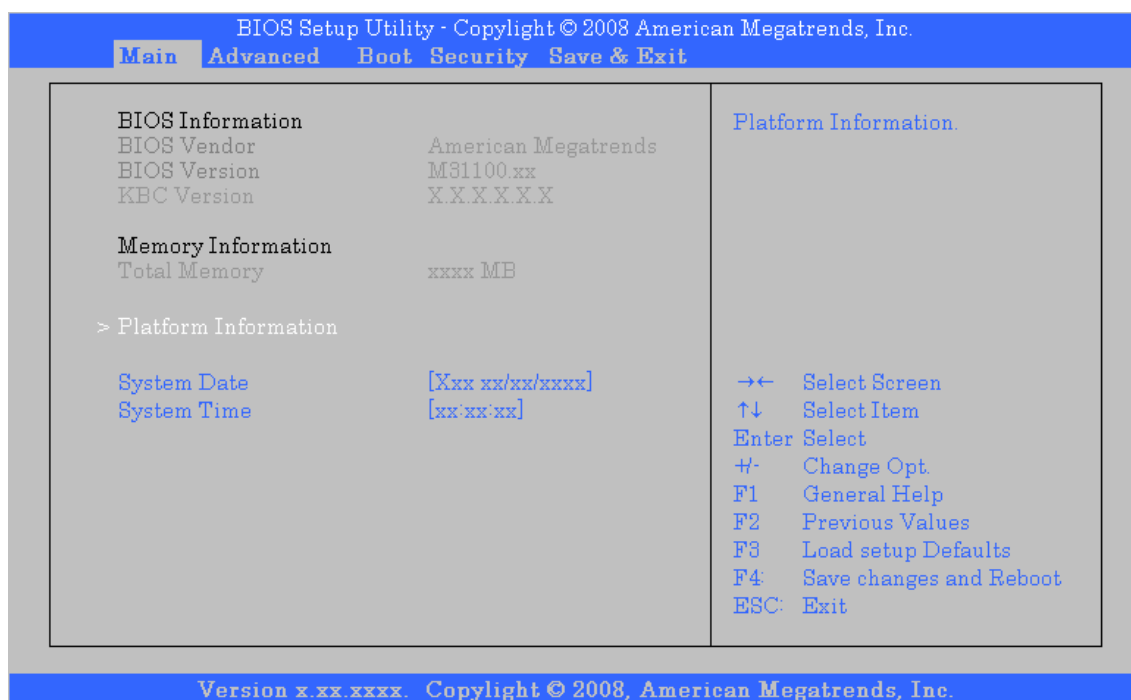 BIOS Setup Utility - Copylight © 2008 American Megatrends, Inc.
Main Advanced Boot Security Save & Exit
BIOS Information
BIOS Vendor American Megatrends
BIOS Version M31100.xx
KBC Version X.X.X.X.X.X
Memory Information
Total Memory xxxx MB
> Platform Information
System Date [Xxx xx/xx/xxxx]
System Time [xx:xx:xx]
Platform Information.
→← Select Screen
↑↓ Select Item
Enter Select
+/- Change Opt.
F1 General Help
F2 Previous Values
F3 Load setup Defaults
F4: Save changes and Reboot
ESC: Exit
Version x.xx.xxxx. Copylight © 2008, American Megatrends, Inc.